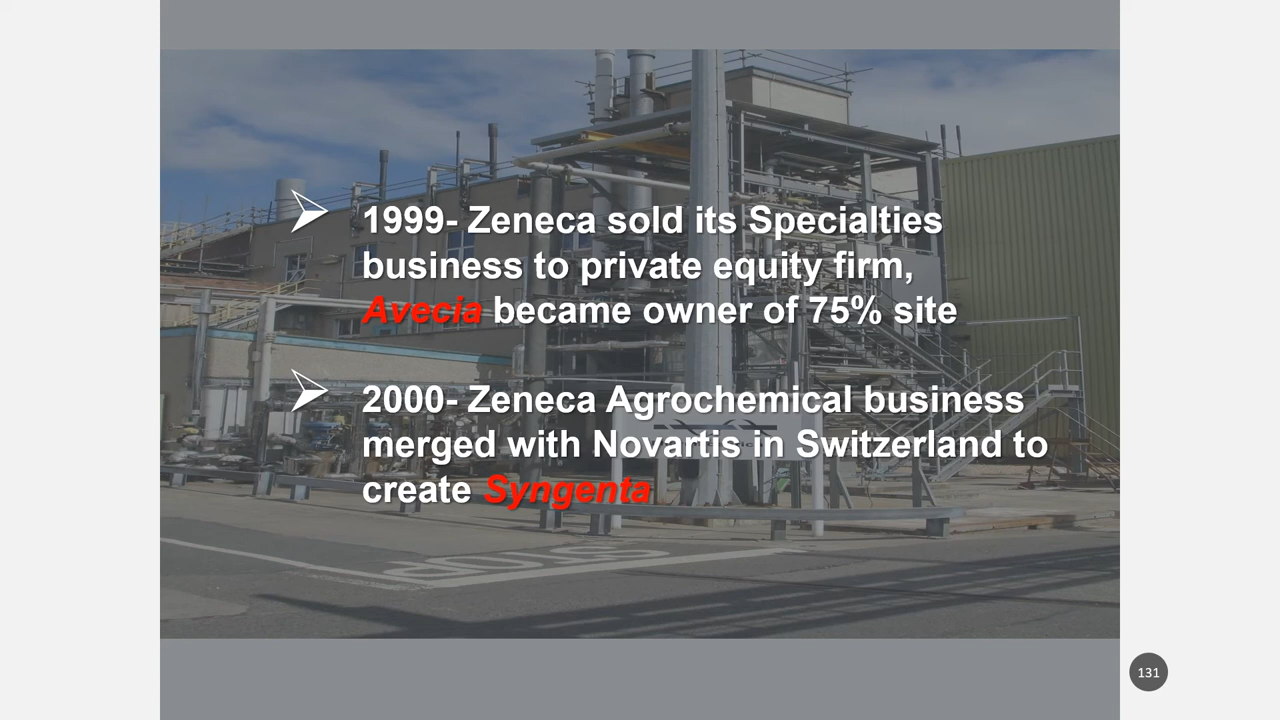 1999- Zeneca sold its Specialties
business to private equity firm,
Avecia became owner of 75% site
2000- Zeneca Agrochemical business
merged with Novartis in Switzerland to
create Syngenta
STOP
131